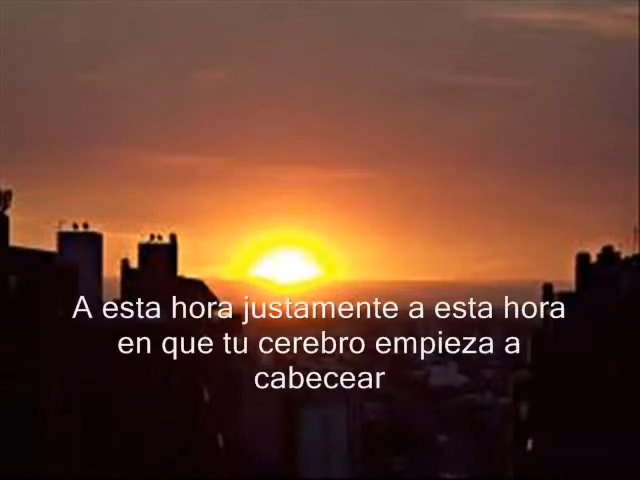 A esta hora justamente a esta hora
en que tu cerebro empieza a
cabecear